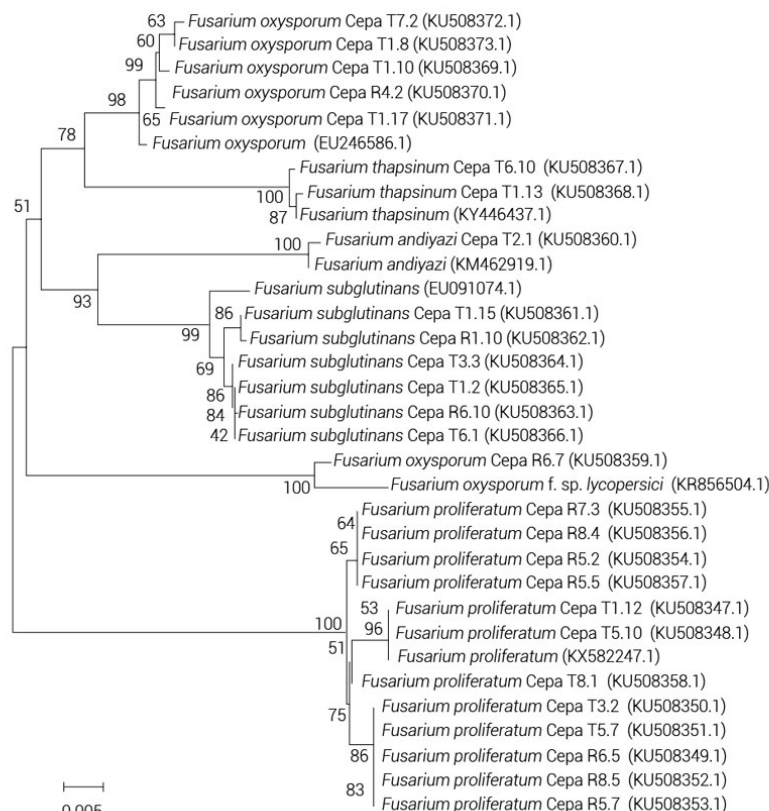 63
Fusarium oxysporum Cepa T7.2 (KU508372.1)
60
Fusarium oxysporum Cepa T1.8 (KU508373.1)
99
Fusarium oxysporum Cepa T1.10 (KU508369.1)
Fusarium oxysporum Cepa R4.2 (KU508370.1)
98
65
Fusarium oxysporum Cepa T1.17 (KU508371.1)
78
Fusarium oxysporum (EU246586.1)
Fusarium thapsinum Cepa T6.10 (KU508367.1)
100
Fusarium thapsinum Cepa T1.13 (KU508368.1)
87
Fusarium thapsinum (KY446437.1)
51
100
Fusarium andiyazi Cepa T2.1 (KU508360.1)
Fusarium andiyazi (KM462919.1)
93
Fusarium subglutinans (EU091074.1)
86
Fusarium subglutinans Cepa T1.15 (KU508361.1)
99
Fusarium subglutinans Cepa R1.10 (KU508362.1)
69
Fusarium subglutinans Cepa T3.3 (KU508364.1)
86
Fusarium subglutinans Cepa T1.2 (KU508365.1)
84
Fusarium subglutinans Cepa R6.10 (KU508363.1)
42
Fusarium subglutinans Cepa T6.1 (KU508366.1)
Fusarium oxysporum Cepa R6.7 (KU508359.1)
100
Fusarium oxysporum f. sp. lycopersici (KR856504.1)
Fusarium proliferatum Cepa R7.3 (KU508355.1)
64
Fusarium proliferatum Cepa R8.4 (KU508356.1)
65
Fusarium proliferatum Cepa R5.2 (KU508354.1)
Fusarium proliferatum Cepa R5.5 (KU508357.1)
53
Fusarium proliferatum Cepa T1.12 (KU508347.1)
100
96
Fusarium proliferatum Cepa T5.10 (KU508348.1)
51
Fusarium proliferatum (KX582247.1)
Fusarium proliferatum Cepa T8.1 (KU508358.1)
75
Fusarium proliferatum Cepa T3.2 (KU508350.1)
Fusarium proliferatum Cepa T5.7 (KU508351.1)
86
Fusarium proliferatum Cepa R6.5 (KU508349.1)
83
Fusarium proliferatum Cepa R8.5 (KU508352.1)
Fusarium proliferatum Cepa R5.7 (KU508353.1)
0.005